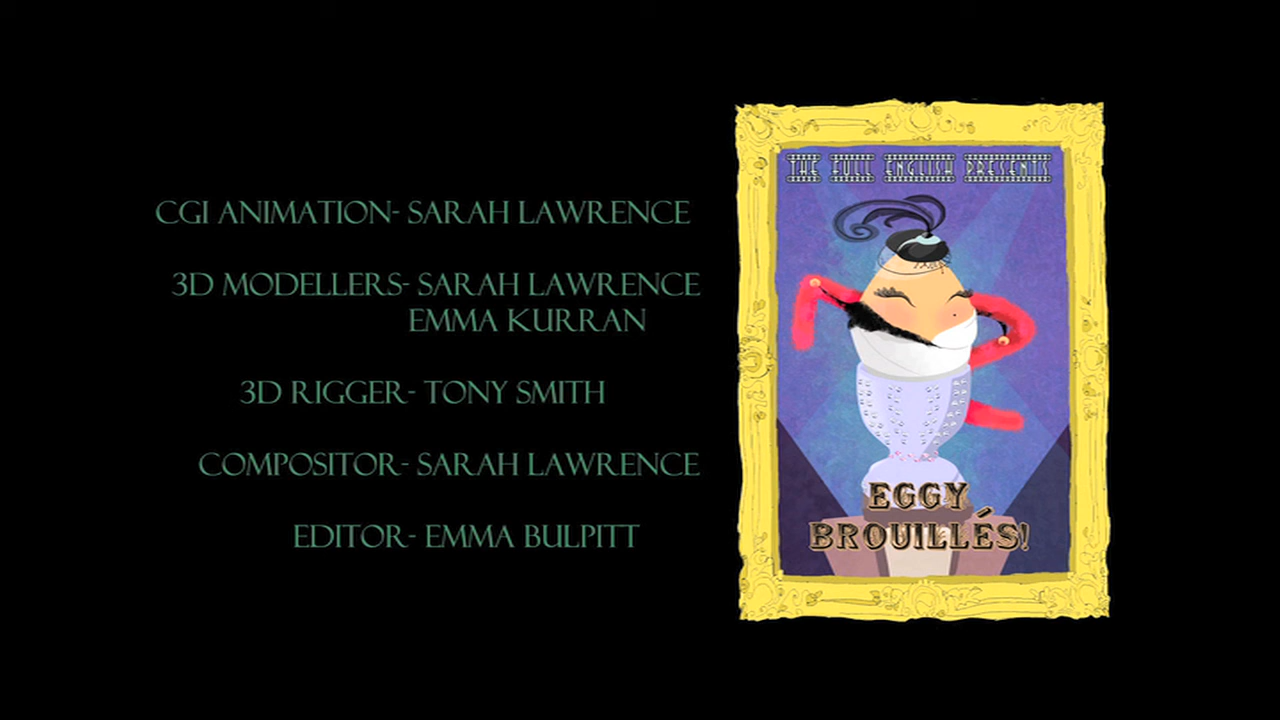 CGI ANIMATION- SARAH LAWRENCE
3D MODELLERS- SARAH LAWRENCE
EMMA KURRAN
3D RIGGER- TONY SMITH
COMPOSITOR- SARAH LAWRENCE
EDITOR- EMMA BULPITT
THE FULL ENGLISH PRESENTS
EGGY
BROUILLÉS!